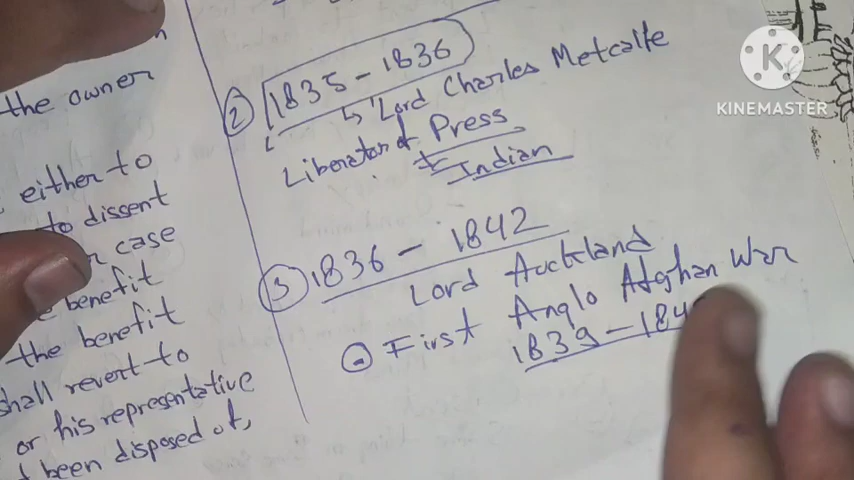 the owner
either to
to dissent
case
benefit
the benefit
shall revert to
or his representative
been disposed of,
② 1835 - 1836
↳ Lord Charles Metcalfe
Liberator of Press
Indian
③ 1836 - 1842
Lord Auckland
First Anglo Afghan War
1839 - 184
K
KINEMASTER